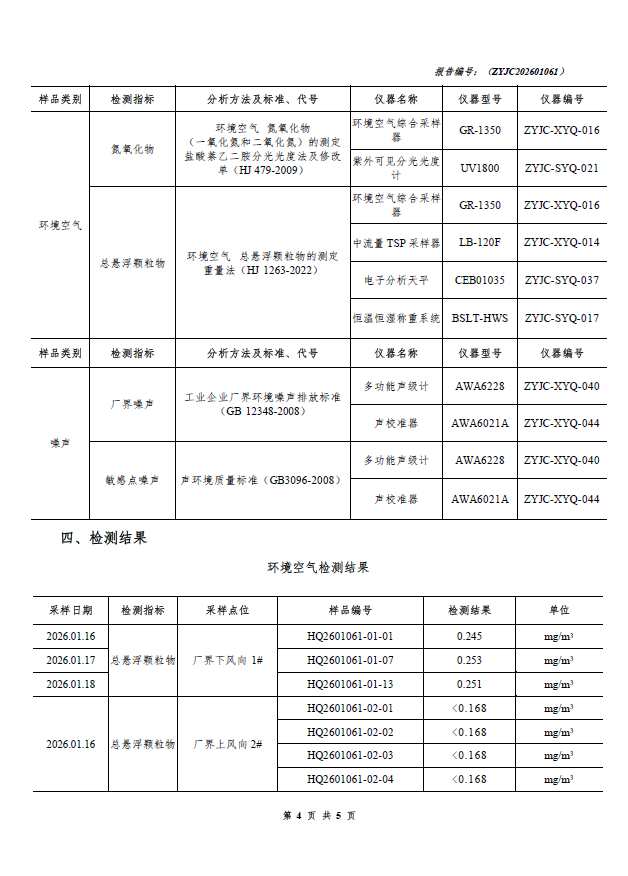 报告编号：（ZYJC202601061）
样品类别 检测指标 分析方法及标准、代号 仪器名称 仪器型号 仪器编号
环境空气 氮氧化物 环境空气 氮氧化物
（一氧化氮和二氧化氮）的测定
盐酸萘乙二胺分光光度法及修改
单（HJ 479-2009）
环境空气综合采样
器 GR-1350 ZYJC-XYQ-016
紫外可见分光光度
计 UV1800 ZYJC-SYQ-021
总悬浮颗粒物 环境空气 总悬浮颗粒物的测定
重量法（HJ 1263-2022）
环境空气综合采样
器 GR-1350 ZYJC-XYQ-016
中流量 TSP 采样器 LB-120F ZYJC-XYQ-014
电子分析天平 CEB01035 ZYJC-SYQ-037
恒温恒湿称重系统 BSLT-HWS ZYJC-SYQ-017
样品类别 检测指标 分析方法及标准、代号 仪器名称 仪器型号 仪器编号
噪声 厂界噪声 工业企业厂界环境噪声排放标准
（GB 12348-2008）
多功能声级计 AWA6228 ZYJC-XYQ-040
声校准器 AWA6021A ZYJC-XYQ-044
敏感点噪声 声环境质量标准（GB3096-2008）
多功能声级计 AWA6228 ZYJC-XYQ-040
声校准器 AWA6021A ZYJC-XYQ-044
四、检测结果
环境空气检测结果
采样日期 检测指标 采样点位 样品编号 检测结果 单位
2026.01.16 总悬浮颗粒物 厂界下风向 1# HQ2601061-01-01 0.245 mg/m³
2026.01.17 HQ2601061-01-07 0.253 mg/m³
2026.01.18 HQ2601061-01-13 0.251 mg/m³
2026.01.16 总悬浮颗粒物 厂界上风向 2# HQ2601061-02-01 <0.168 mg/m³
HQ2601061-02-02 <0.168 mg/m³
HQ2601061-02-03 <0.168 mg/m³
HQ2601061-02-04 <0.168 mg/m³
第 4 页 共 5 页